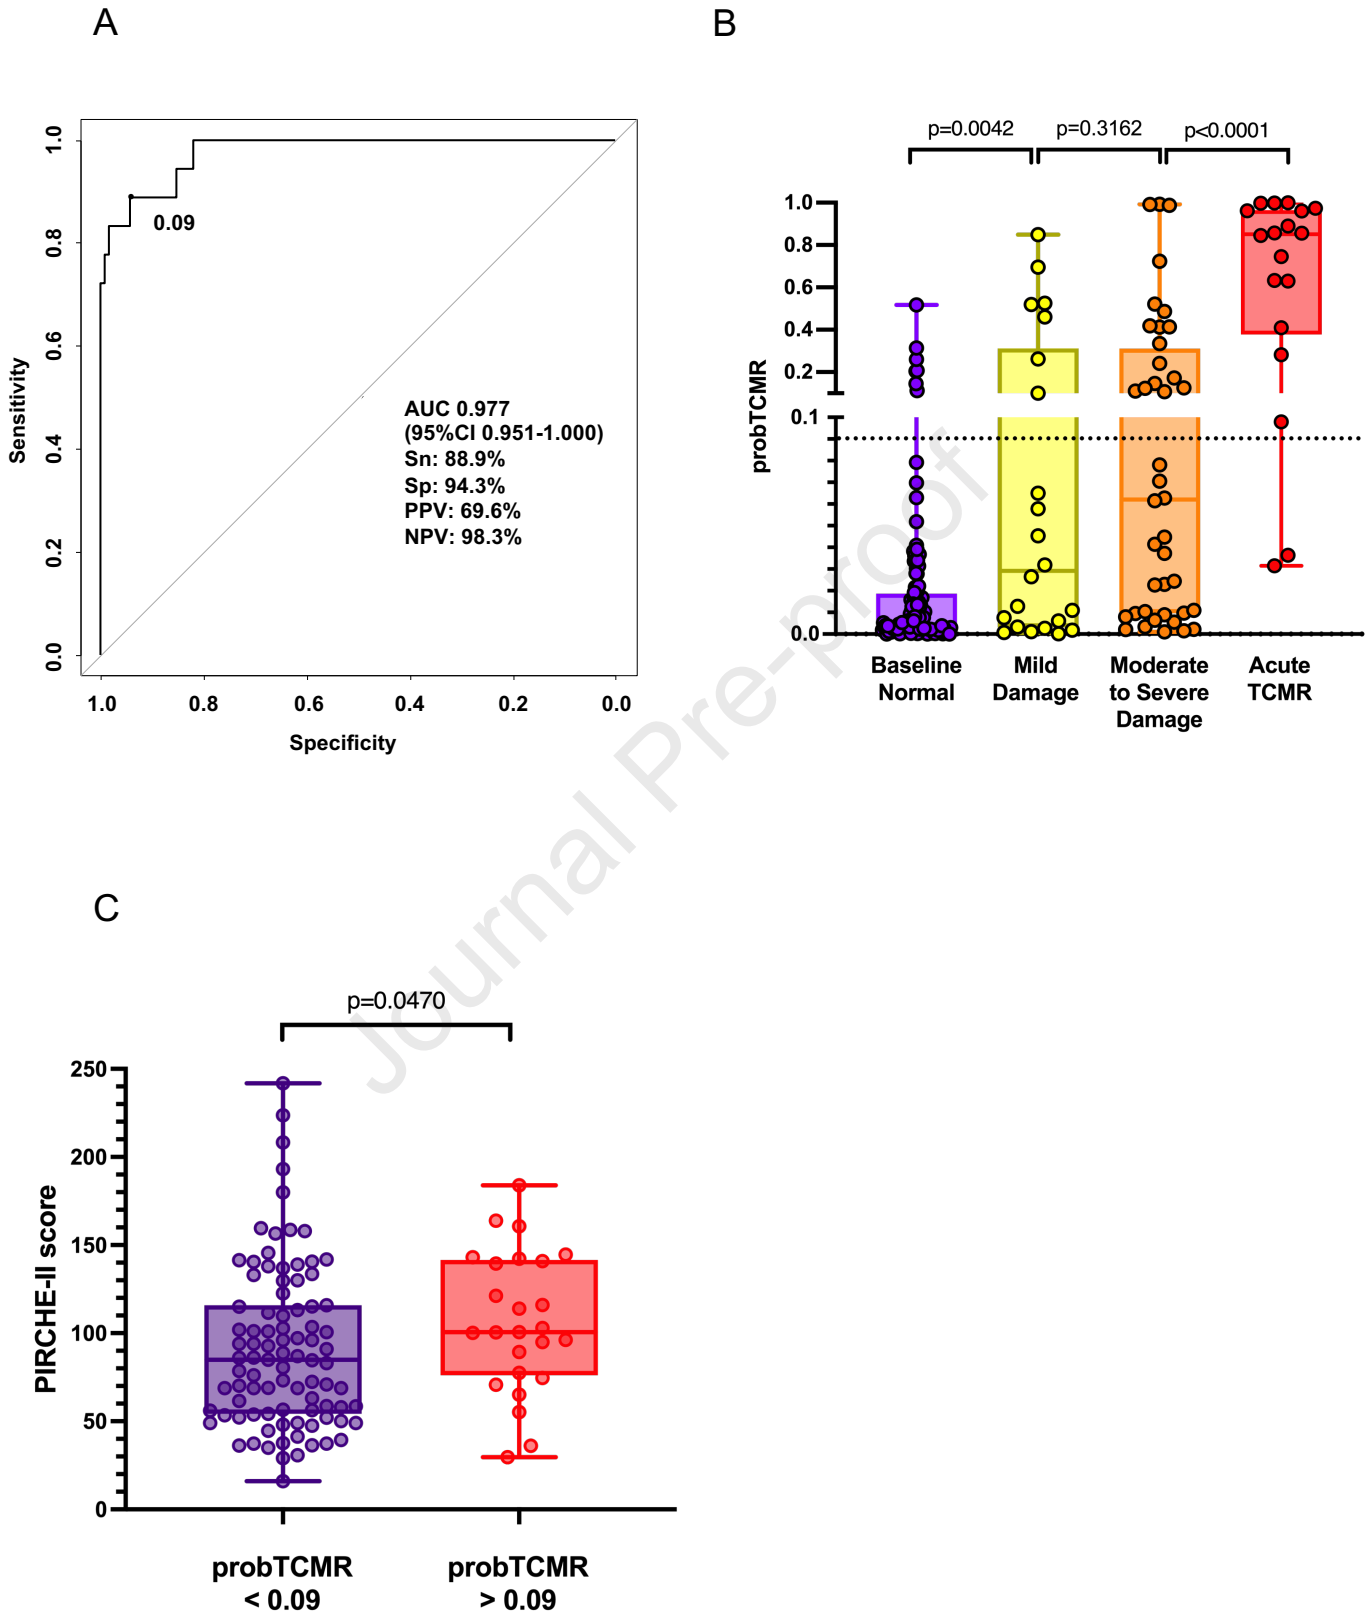 A
B
1.0
0.8
0.6
0.4
0.2
0.0
Sensitivity
0.09
AUC 0.977
(95%CI 0.951-1.000)
Sn: 88.9%
Sp: 94.3%
PPV: 69.6%
NPV: 98.3%
1.0
0.8
0.6
0.4
0.2
0.0
Specificity
p=0.0042
p=0.3162
p<0.0001
1.0
0.8
0.6
0.4
0.2
0.1
0.0
probTCMR
Baseline
Normal
Mild
Damage
Moderate
to Severe
Damage
Acute
TCMR
Journal Pre-proof
C
p=0.0470
250
200
150
100
50
0
PIRCHE-II score
probTCMR
< 0.09
probTCMR
> 0.09